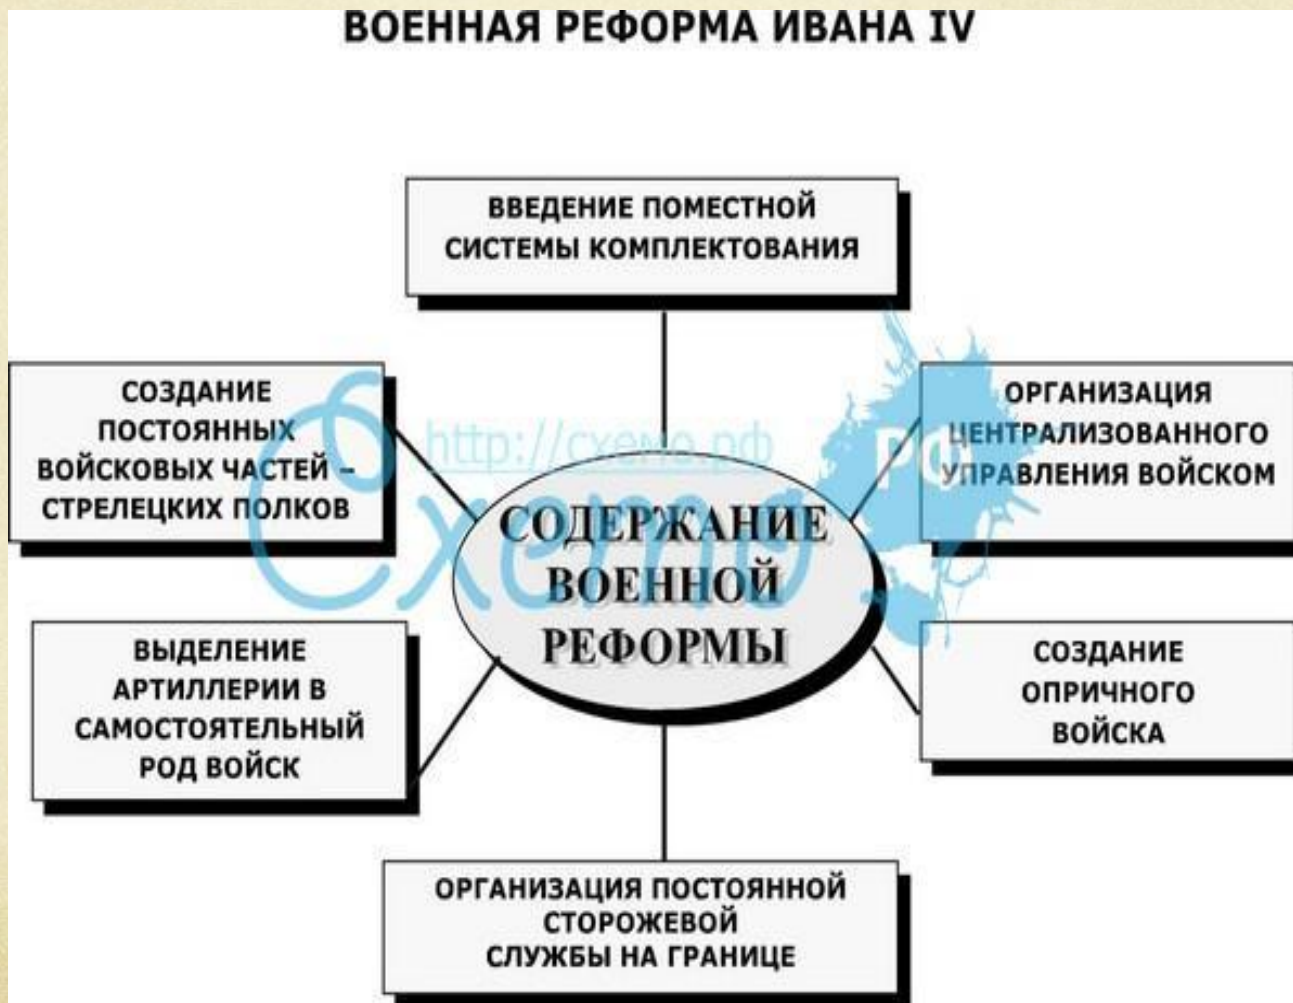 ВОЕННАЯ РЕФОРМА ИВАНА IV
ВВЕДЕНИЕ ПОМЕСТНОЙ
СИСТЕМЫ КОМПЛЕКТОВАНИЯ
СОЗДАНИЕ
ПОСТОЯННЫХ
ВОЙСКОВЫХ ЧАСТЕЙ –
СТРЕЛЕЦКИХ ПОЛКОВ
ОРГАНИЗАЦИЯ
ЦЕНТРАЛИЗОВАННОГО
УПРАВЛЕНИЯ ВОЙСКОМ
http://схемо.рф
Схемо
РФ
СОДЕРЖАНИЕ
ВОЕННОЙ
РЕФОРМЫ
ВЫДЕЛЕНИЕ
АРТИЛЛЕРИИ В
САМОСТОЯТЕЛЬНЫЙ
РОД ВОЙСК
СОЗДАНИЕ
ОПРИЧНОГО
ВОЙСКА
ОРГАНИЗАЦИЯ ПОСТОЯННОЙ
СТОРОЖЕВОЙ
СЛУЖБЫ НА ГРАНИЦЕ